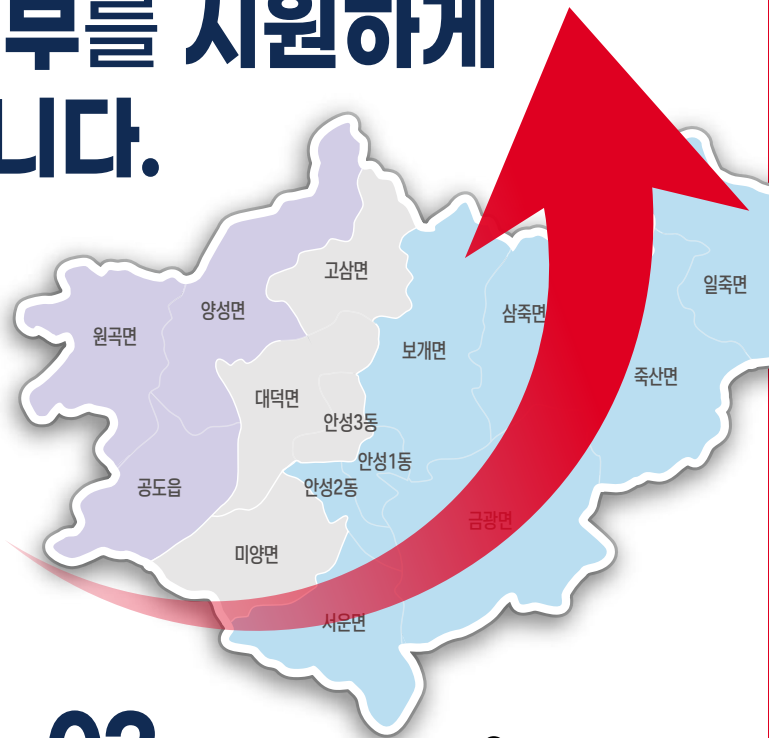 부를 시원하게
니다.
고삼면
일죽면
양성면
삼죽면
원곡면
보개면
죽산면
대덕면
안성3동
안성1동
안성2동
공도읍
금광면
미양면
서운면